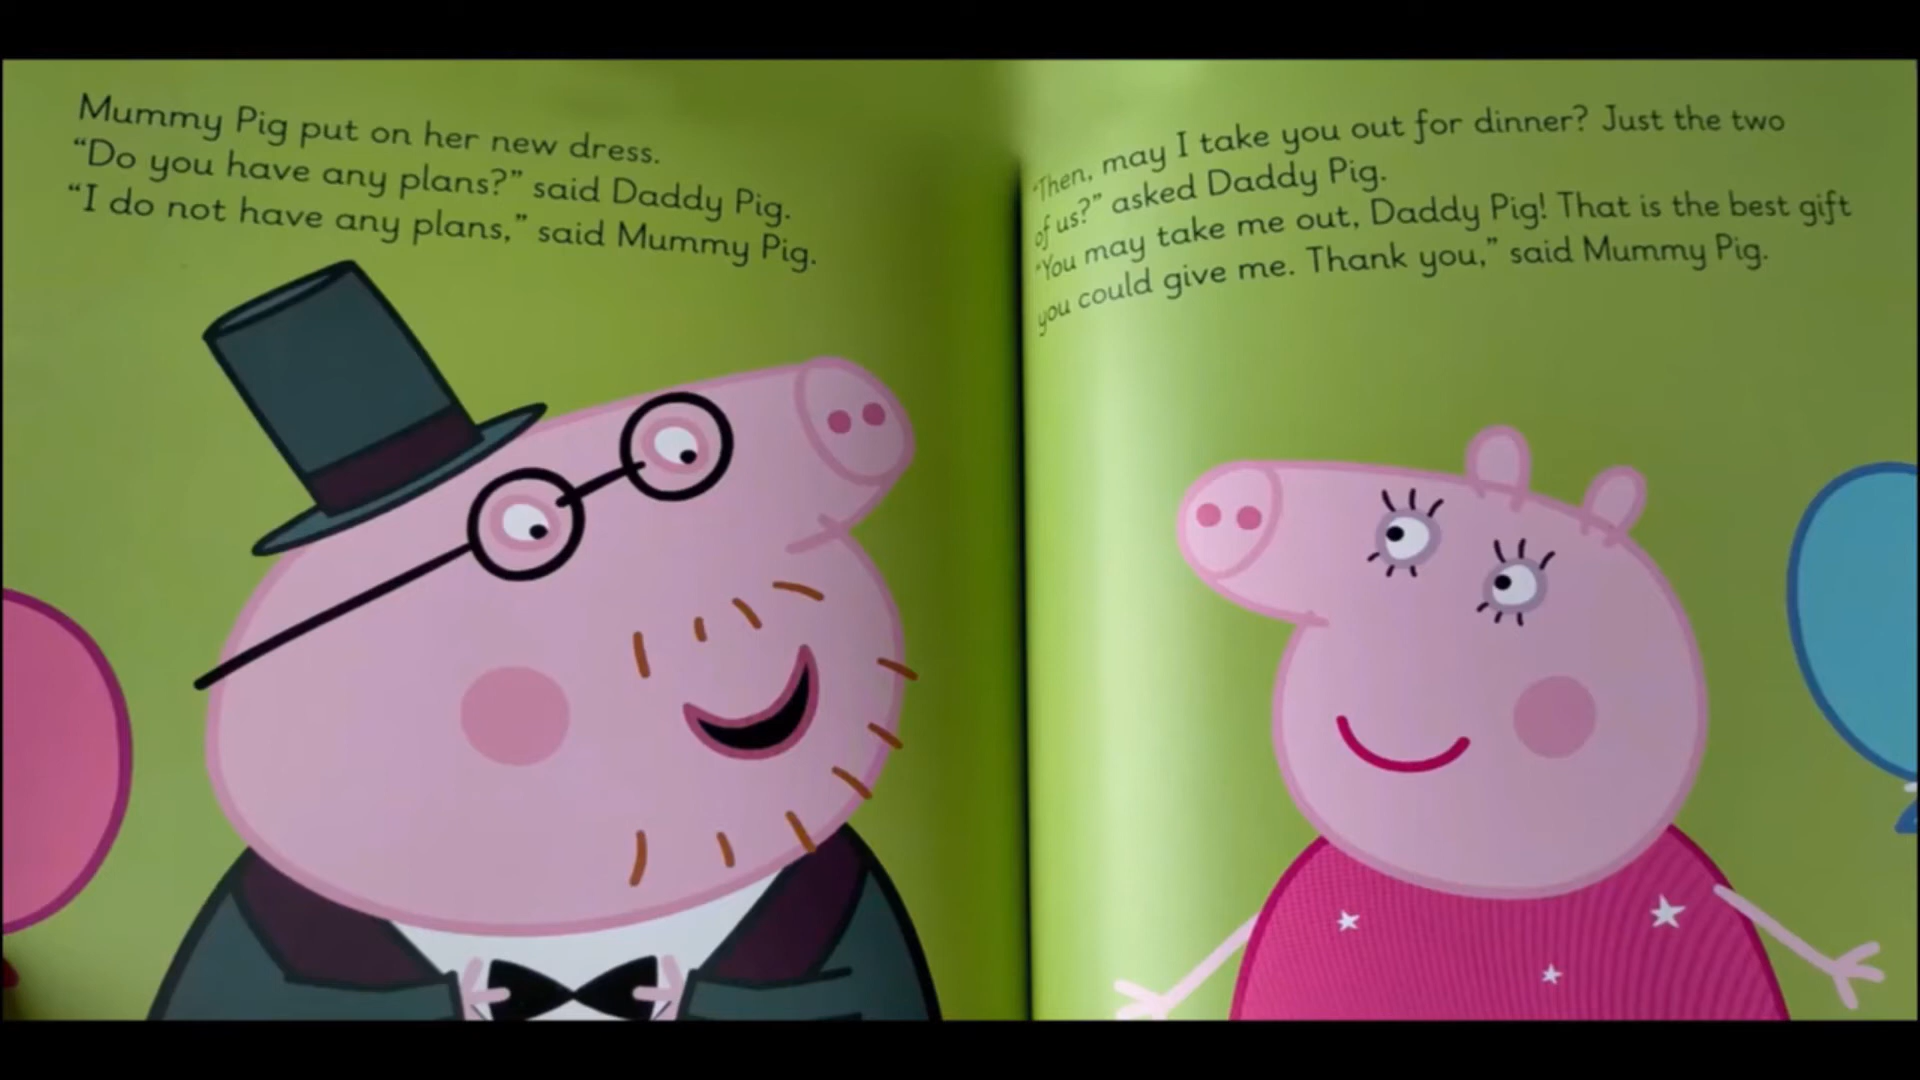 Mummy Pig put on her new dress.
“Do you have any plans?” said Daddy Pig.
“I do not have any plans,” said Mummy Pig.
“Then, may I take you out for dinner? Just the two
of us?” asked Daddy Pig.
“You may take me out, Daddy Pig! That is the best gift
you could give me. Thank you,” said Mummy Pig.